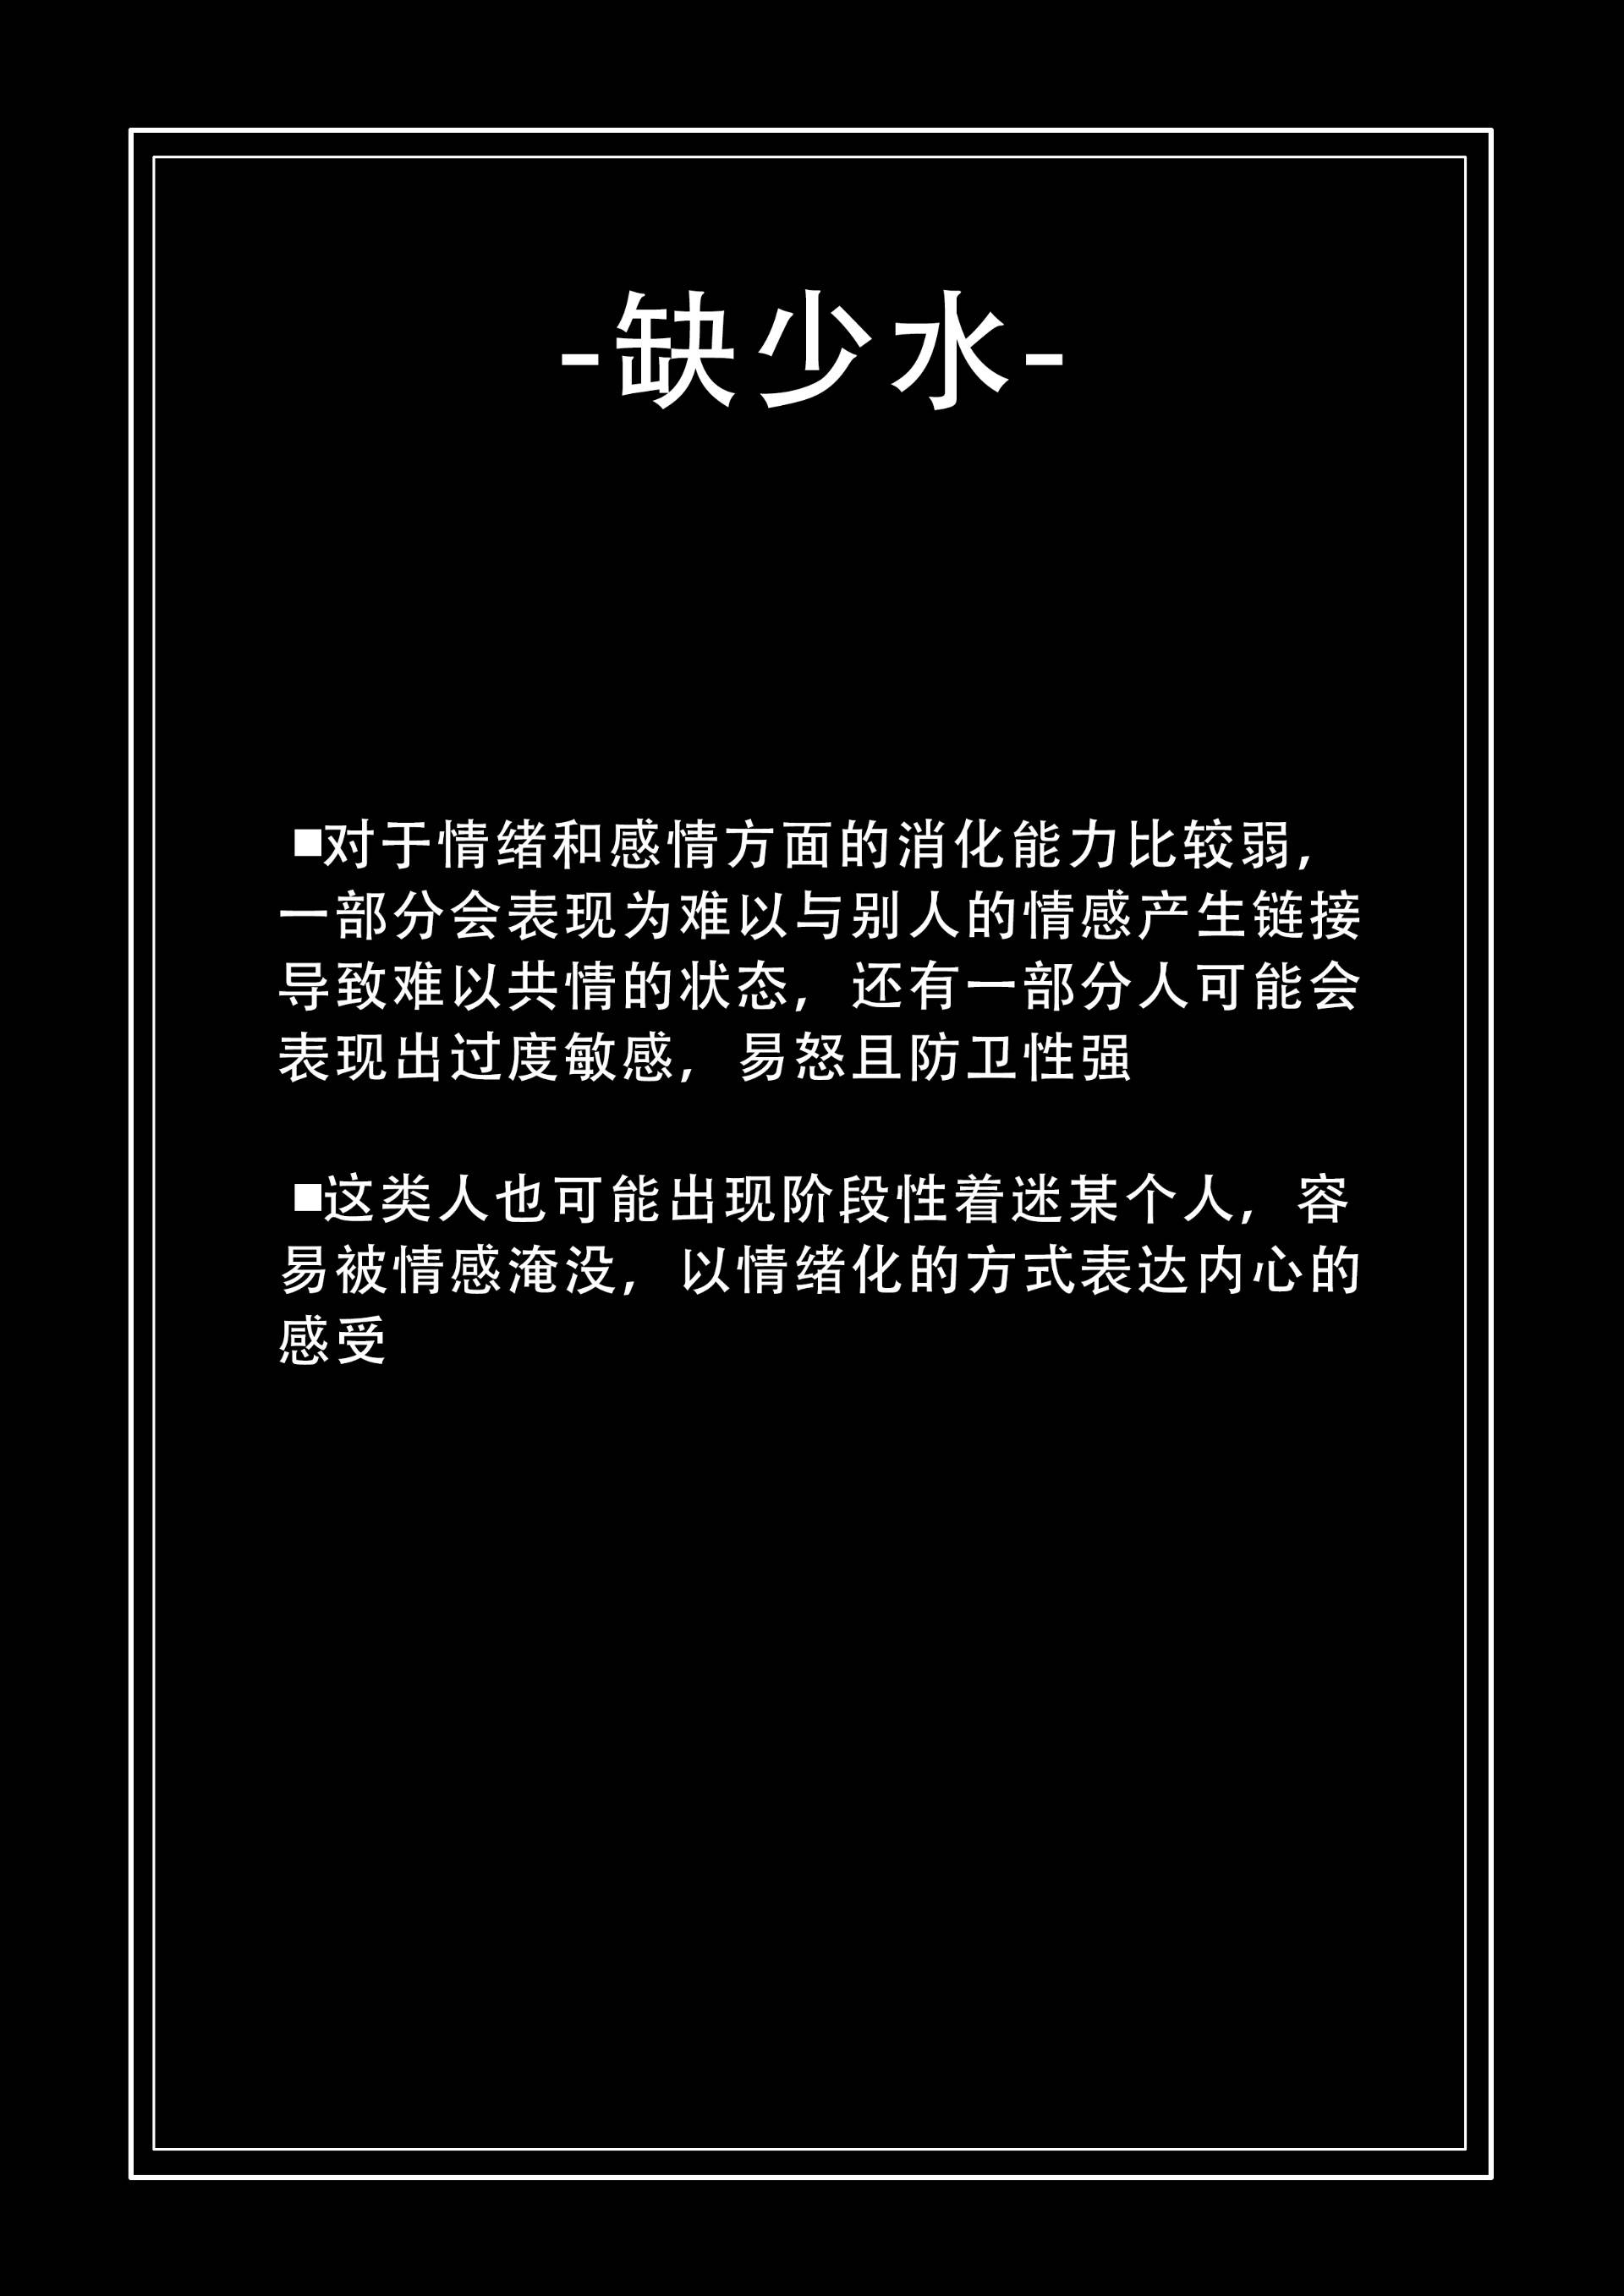 -缺少水-
■对于情绪和感情方面的消化能力比较弱，
一部分会表现为难以与别人的情感产生链接
导致难以共情的状态，还有一部分人可能会
表现出过度敏感，易怒且防卫性强
■这类人也可能出现阶段性着迷某个人，容
易被情感淹没，以情绪化的方式表达内心的
感受